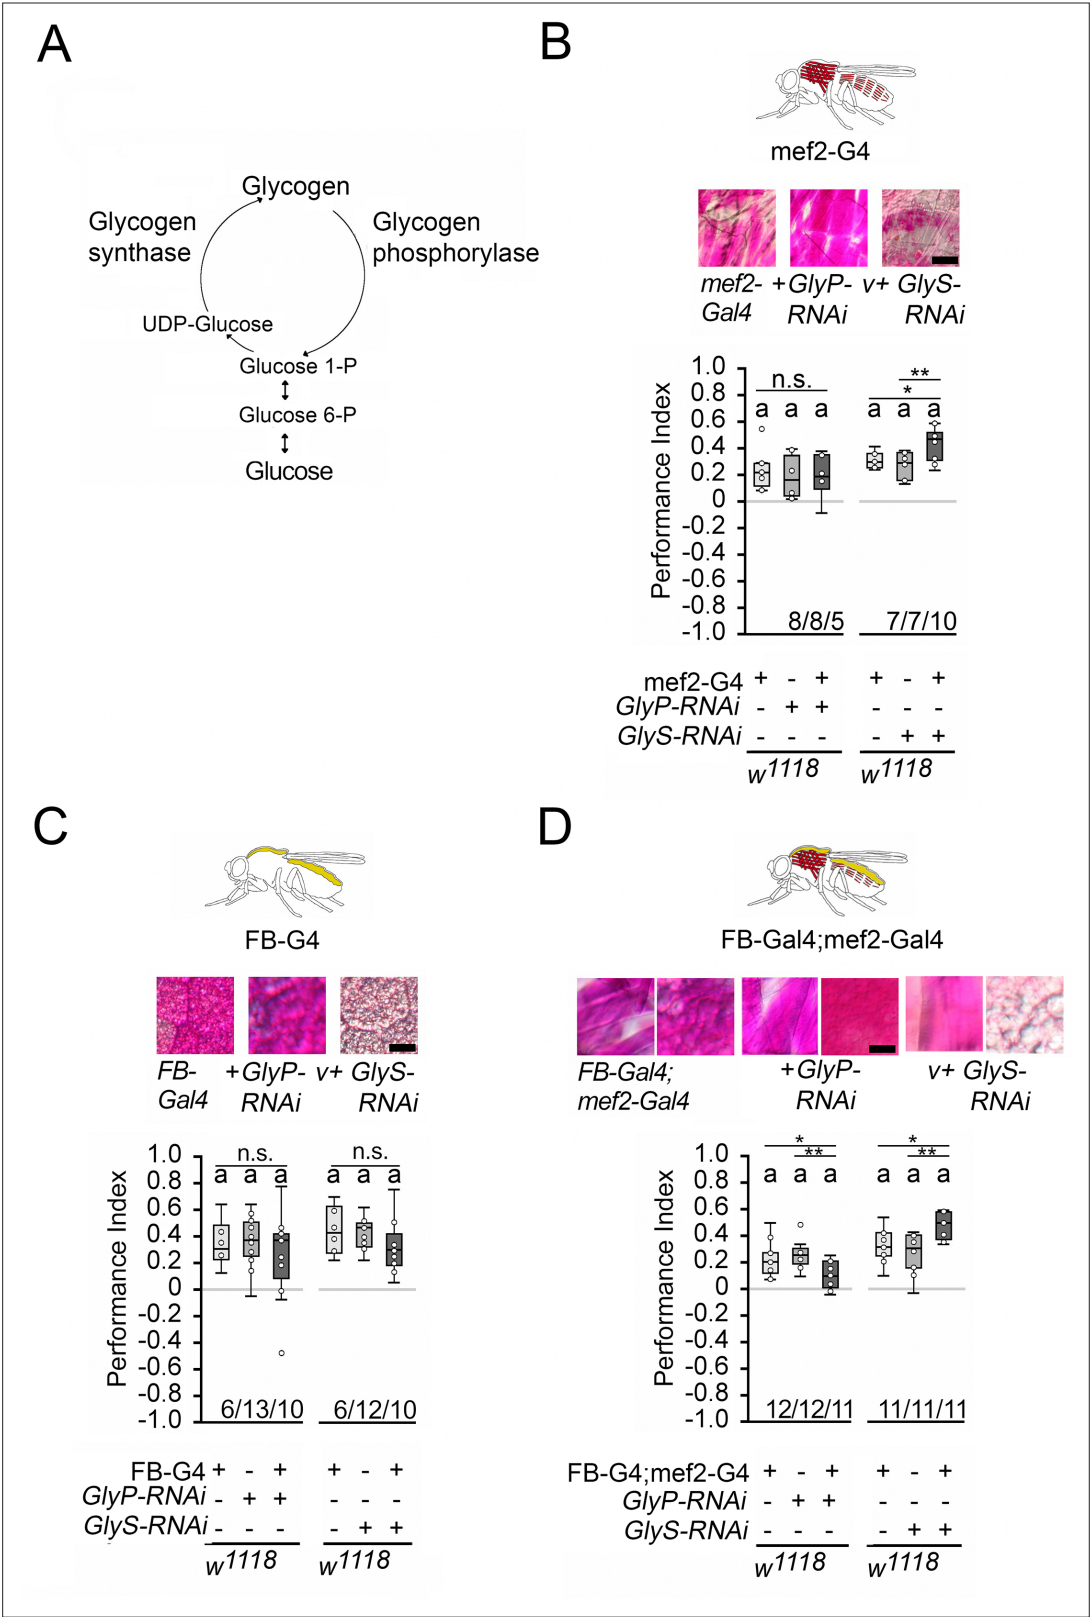 A
Glycogen
Glycogen
synthase
Glycogen
phosphorylase
UDP-Glucose
Glucose 1-P
Glucose 6-P
Glucose
B
mef2-G4
mef2- +GlyP- v+ GlyS-
Gal4 RNAi RNAi
Performance Index
1.0
0.8
0.6
0.4
0.2
0
-0.2
-0.4
-0.6
-0.8
-1.0
n.s.
a a a
**
*
a a a
8/8/5
7/7/10
mef2-G4 + - + + - +
GlyP-RNAi - + + - - -
GlyS-RNAi - - - - + +
w1118 w1118
C
FB-G4
FB- +GlyP- v+ GlyS-
Gal4 RNAi RNAi
Performance Index
1.0
0.8
0.6
0.4
0.2
0
-0.2
-0.4
-0.6
-0.8
-1.0
n.s.
a a a
n.s.
a a a
6/13/10
6/12/10
FB-G4 + - + + - +
GlyP-RNAi - + + - - -
GlyS-RNAi - - - - + +
w1118 w1118
D
FB-Gal4;mef2-Gal4
FB-Gal4; +GlyP- v+ GlyS-
mef2-Gal4 RNAi RNAi
Performance Index
1.0
0.8
0.6
0.4
0.2
0
-0.2
-0.4
-0.6
-0.8
-1.0
*
**
a a a
*
**
a a a
12/12/11
11/11/11
FB-G4;mef2-G4 + - + + - +
GlyP-RNAi - + + - - -
GlyS-RNAi - - - - + +
w1118 w1118